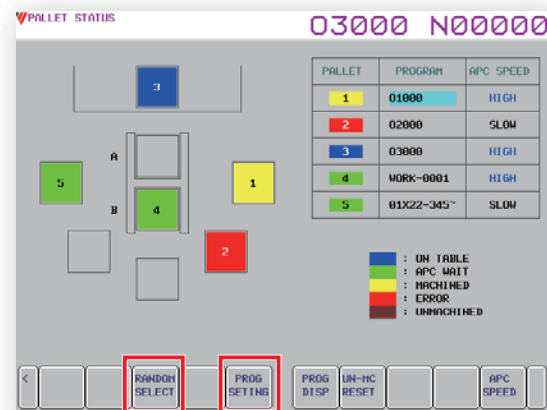 PALLET STATUS
O3000 N00000
PALLET PROGRAM APC SPEED
1 O1000 HIGH
2 O2000 SLOW
3 O3000 HIGH
4 WORK-0001 HIGH
5 01X22-345~ SLOW
3
A
5
1
B
4
2
: ON TABLE
: APC WAIT
: MACHINED
: ERROR
: UNMACHINED
<
RANDOM
SELECT
PROG
SETING
PROG
DISP
UN-MC
RESET
APC
SPEED